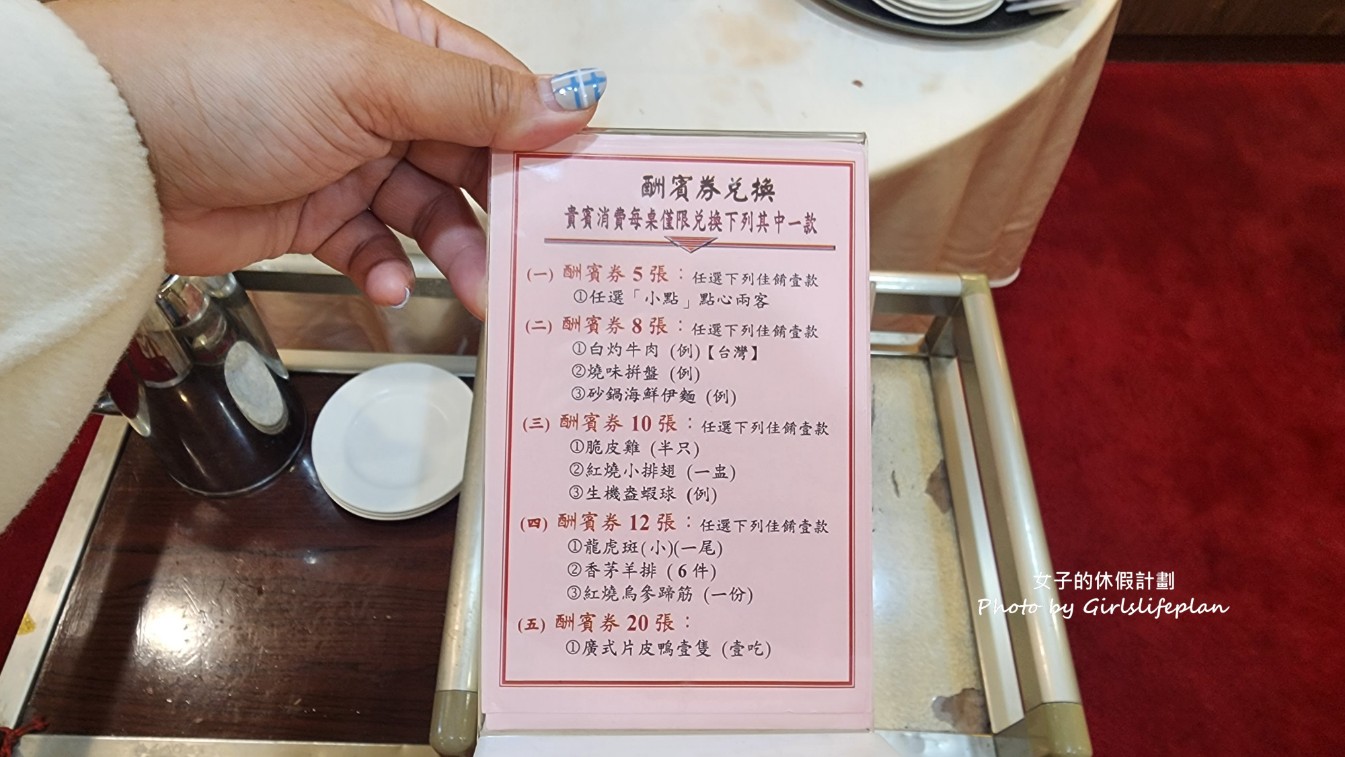 酬賓券兌換
貴賓消費每桌僅限兌換下列其中一款
(一) 酬賓券 5 張：任選下列佳餚壹款
①任選「小點」點心兩客
(二) 酬賓券 8 張：任選下列佳餚壹款
①白灼牛肉 (例)【台灣】
②燒味拼盤 (例)
③砂鍋海鮮伊麵 (例)
(三) 酬賓券 10 張：任選下列佳餚壹款
①脆皮雞 (半只)
②紅燒小排翅 (一盅)
③生機盎蝦球 (例)
(四) 酬賓券 12 張：任選下列佳餚壹款
①龍虎斑(小)(一尾)
②香茅羊排 ( 6 件)
③紅燒烏參蹄筋 (一份)
(五) 酬賓券 20 張：
①廣式片皮鴨壹隻 (壹吃)
女子的休假計劃
Photo by Girlslifeplan